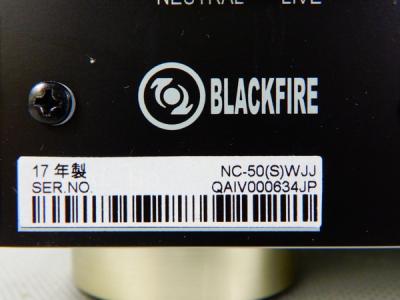 NEUTRAL LIVE
BLACKFIRE
17 年製 NC-50(S)WJJ
SER.NO. QAIV000634JP